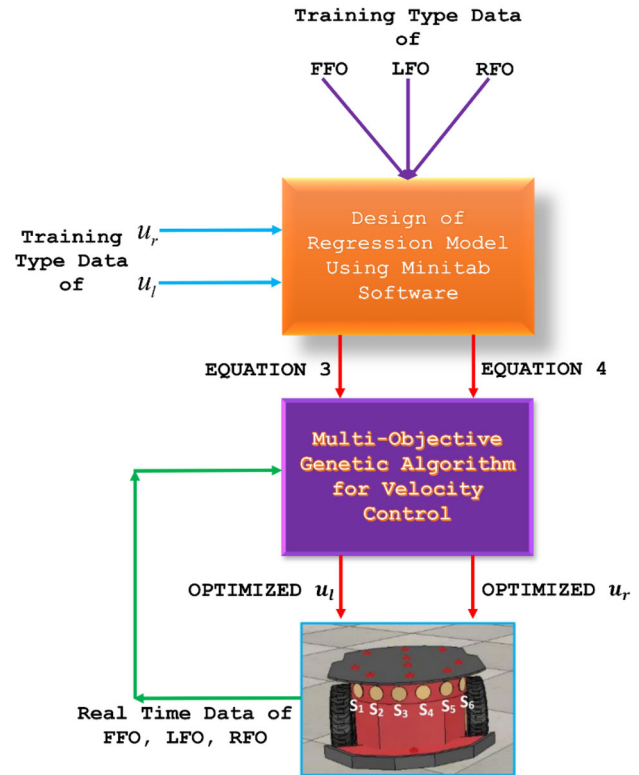 Training Type Data
of
FFO LFO RFO
Design of
Regression Model
Using Minitab
Software
Training
Type Data
of
u_r
u_l
EQUATION 3
EQUATION 4
Multi-Objective
Genetic Algorithm
for Velocity
Control
OPTIMIZED u_l
OPTIMIZED u_r
S1 S2 S3 S4 S5 S6
Real Time Data of
FFO, LFO, RFO